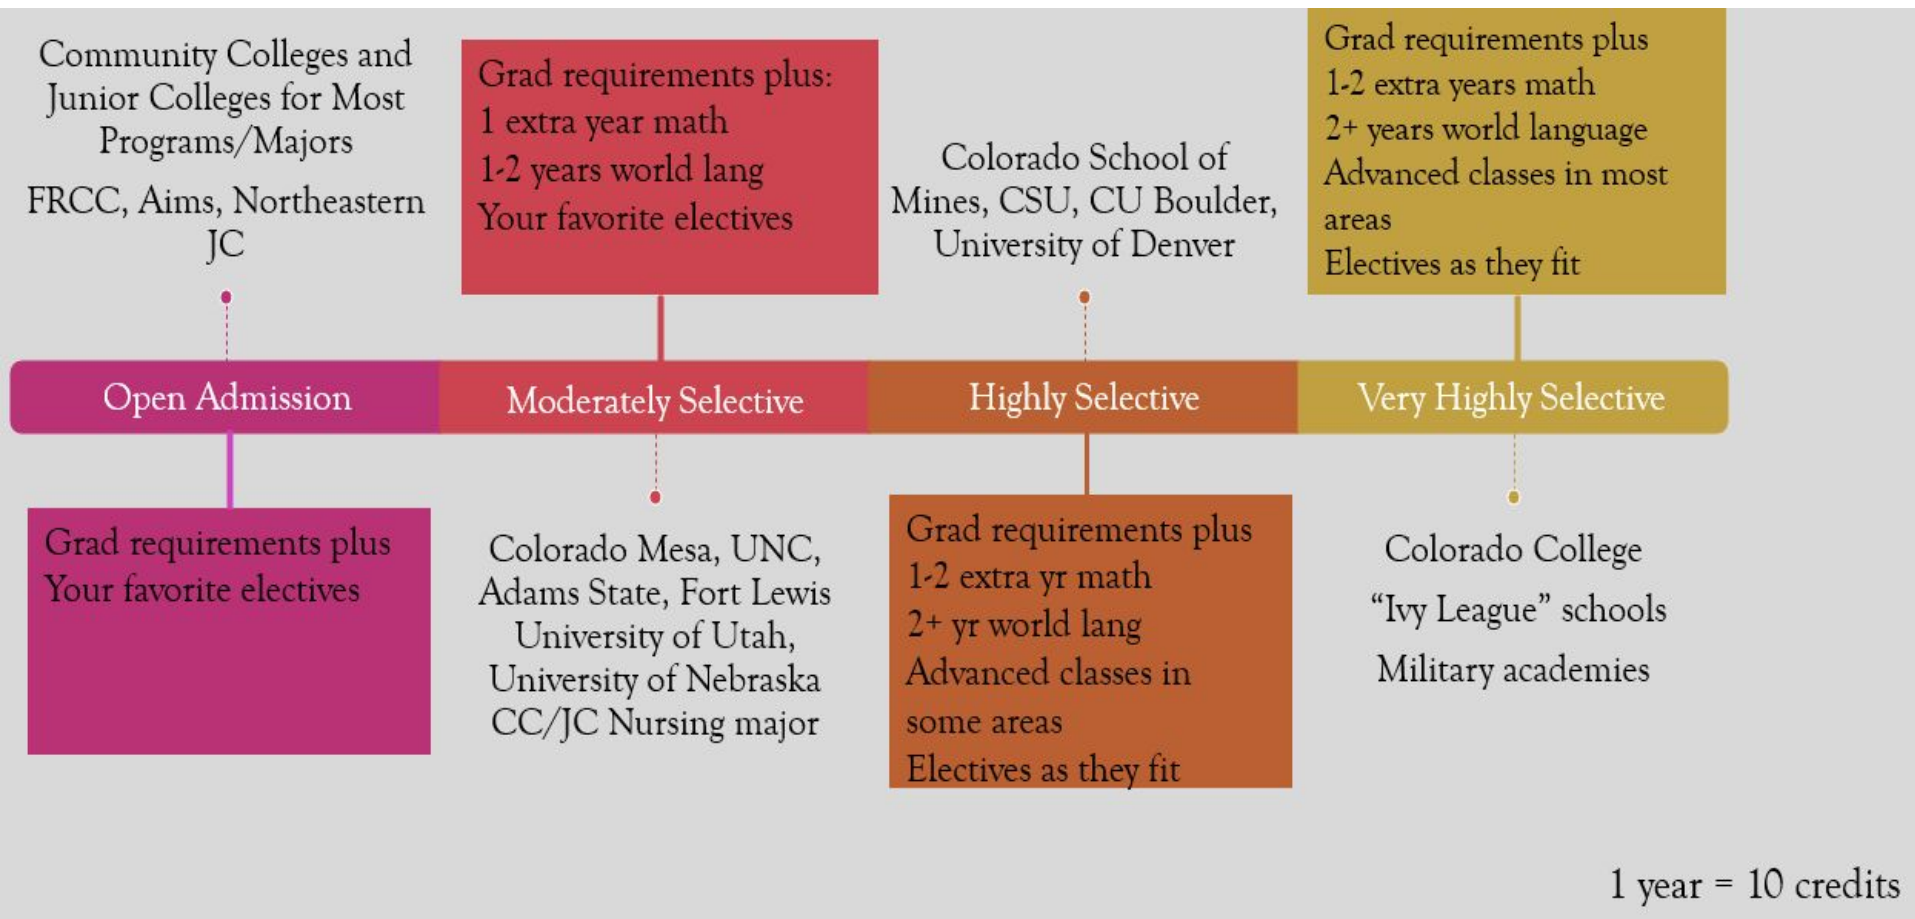 Community Colleges and
Junior Colleges for Most
Programs/Majors
FRCC, Aims, Northeastern
JC
Grad requirements plus:
1 extra year math
1-2 years world lang
Your favorite electives
Colorado School of
Mines, CSU, CU Boulder,
University of Denver
Grad requirements plus
1-2 extra years math
2+ years world language
Advanced classes in most
areas
Electives as they fit
Open Admission
Moderately Selective
Highly Selective
Very Highly Selective
Grad requirements plus
Your favorite electives
Colorado Mesa, UNC,
Adams State, Fort Lewis
University of Utah,
University of Nebraska
CC/JC Nursing major
Grad requirements plus
1-2 extra yr math
2+ yr world lang
Advanced classes in
some areas
Electives as they fit
Colorado College
“Ivy League” schools
Military academies
1 year = 10 credits